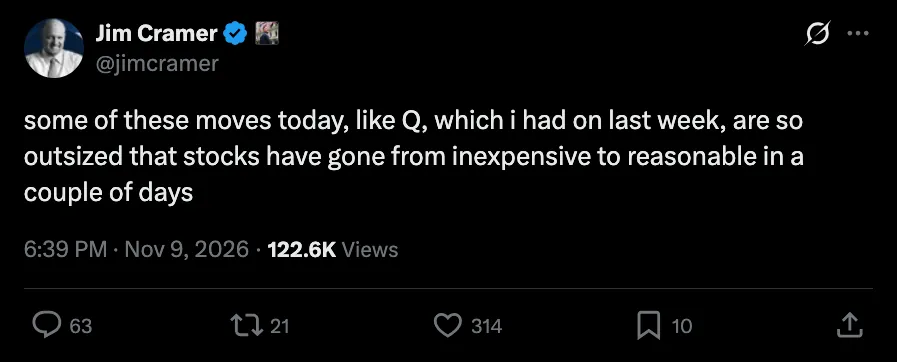 Jim Cramer
@jimcramer
some of these moves today, like Q, which i had on last week, are so
outsized that stocks have gone from inexpensive to reasonable in a
couple of days
6:39 PM · Nov 9, 2026 · 122.6K Views
63 21 314 10